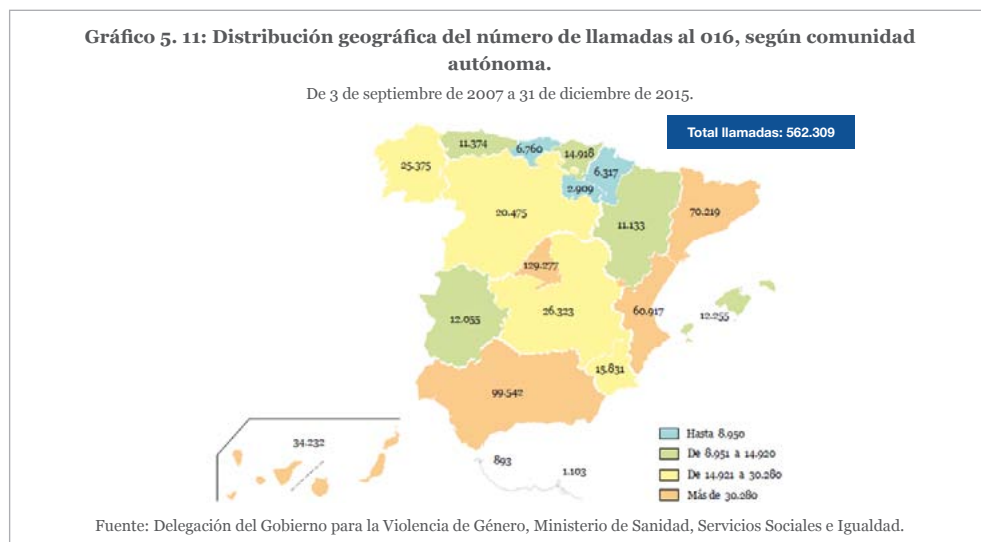 Gráfico 5. 11: Distribución geográfica del número de llamadas al 016, según comunidad
autónoma.
De 3 de septiembre de 2007 a 31 de diciembre de 2015.
Total llamadas: 562.309
11.374
6.760
14.918
25.375
6.317
2.909
20.475
11.133
70.219
129.277
26.323
60.917
12.255
12.055
15.831
99.542
34.232
893
1.103
Hasta 8.950
De 8.951 a 14.920
De 14.921 a 30.280
Más de 30.280
Fuente: Delegación del Gobierno para la Violencia de Género, Ministerio de Sanidad, Servicios Sociales e Igualdad.